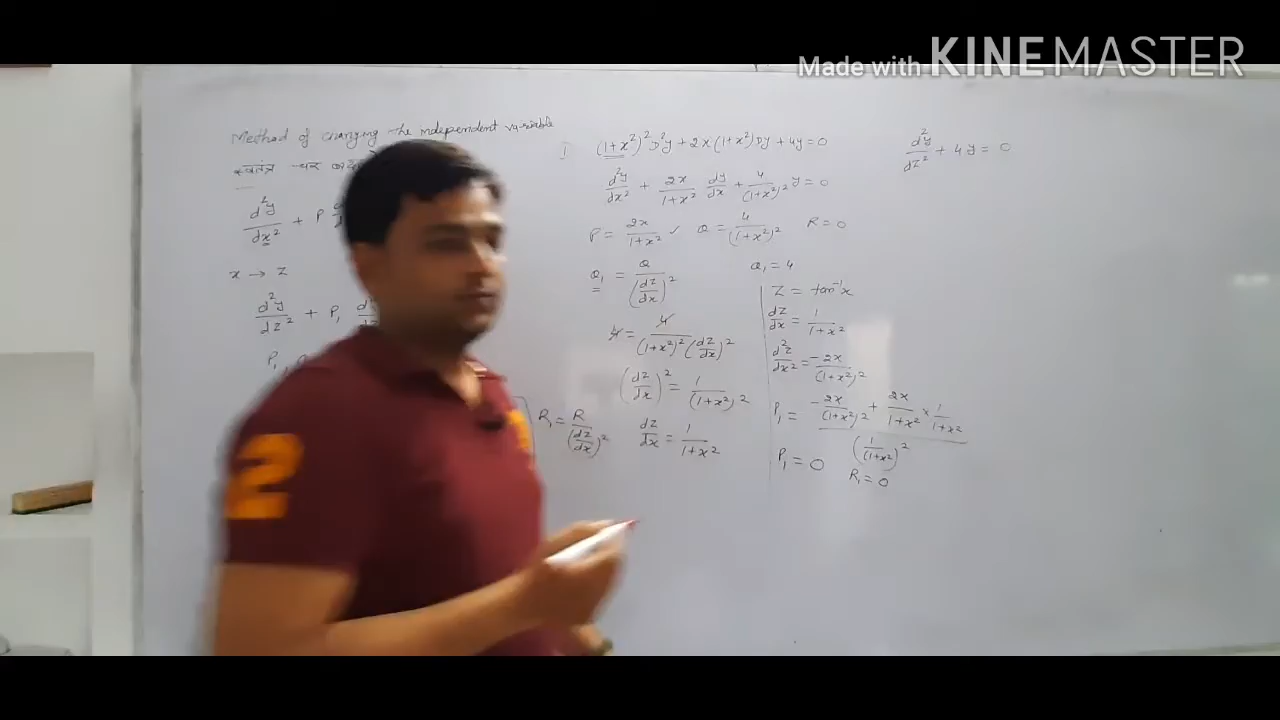 Made with KINEMASTER
Method of changing the independent variable
स्वतंत्र चर
d²y/dx² + P
x → z
d²y/dz² + P₁
P₁
R₁ = R/(dz/dx)²
(1+x²)² D²y + 2x(1+x²)Dy + 4y = 0
d²y/dx² + 2x/(1+x²) dy/dx + 4/(1+x²)² y = 0
P = 2x/(1+x²) ✓ Q = 4/(1+x²)² R = 0
Q₁ = Q/(dz/dx)²
4 = 4/((1+x²)² (dz/dx)²)
(dz/dx)² = 1/(1+x²)²
dz/dx = 1/(1+x²)
Q₁ = 4
z = tan⁻¹x
dz/dx = 1/(1+x²)
d²z/dx² = -2x/(1+x²)²
P₁ = (-2x/(1+x²)² + 2x/(1+x²) × 1/(1+x²))/(1/(1+x²))²
P₁ = 0 R₁ = 0
d²y/dz² + 4y = 0
2